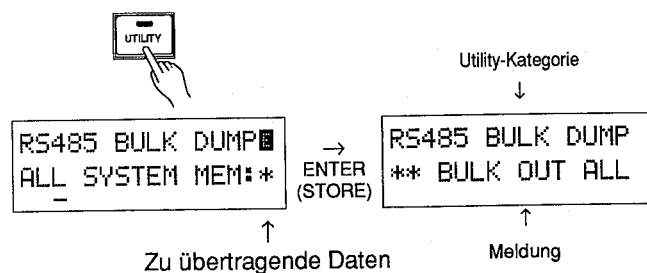 UTILITY
Utility-Kategorie
↓
RS485 BULK DUMP🄴
ALL SYSTEM MEM:*
→
ENTER
(STORE)
RS485 BULK DUMP
** BULK OUT ALL
↑
Zu übertragende Daten
↑
Meldung